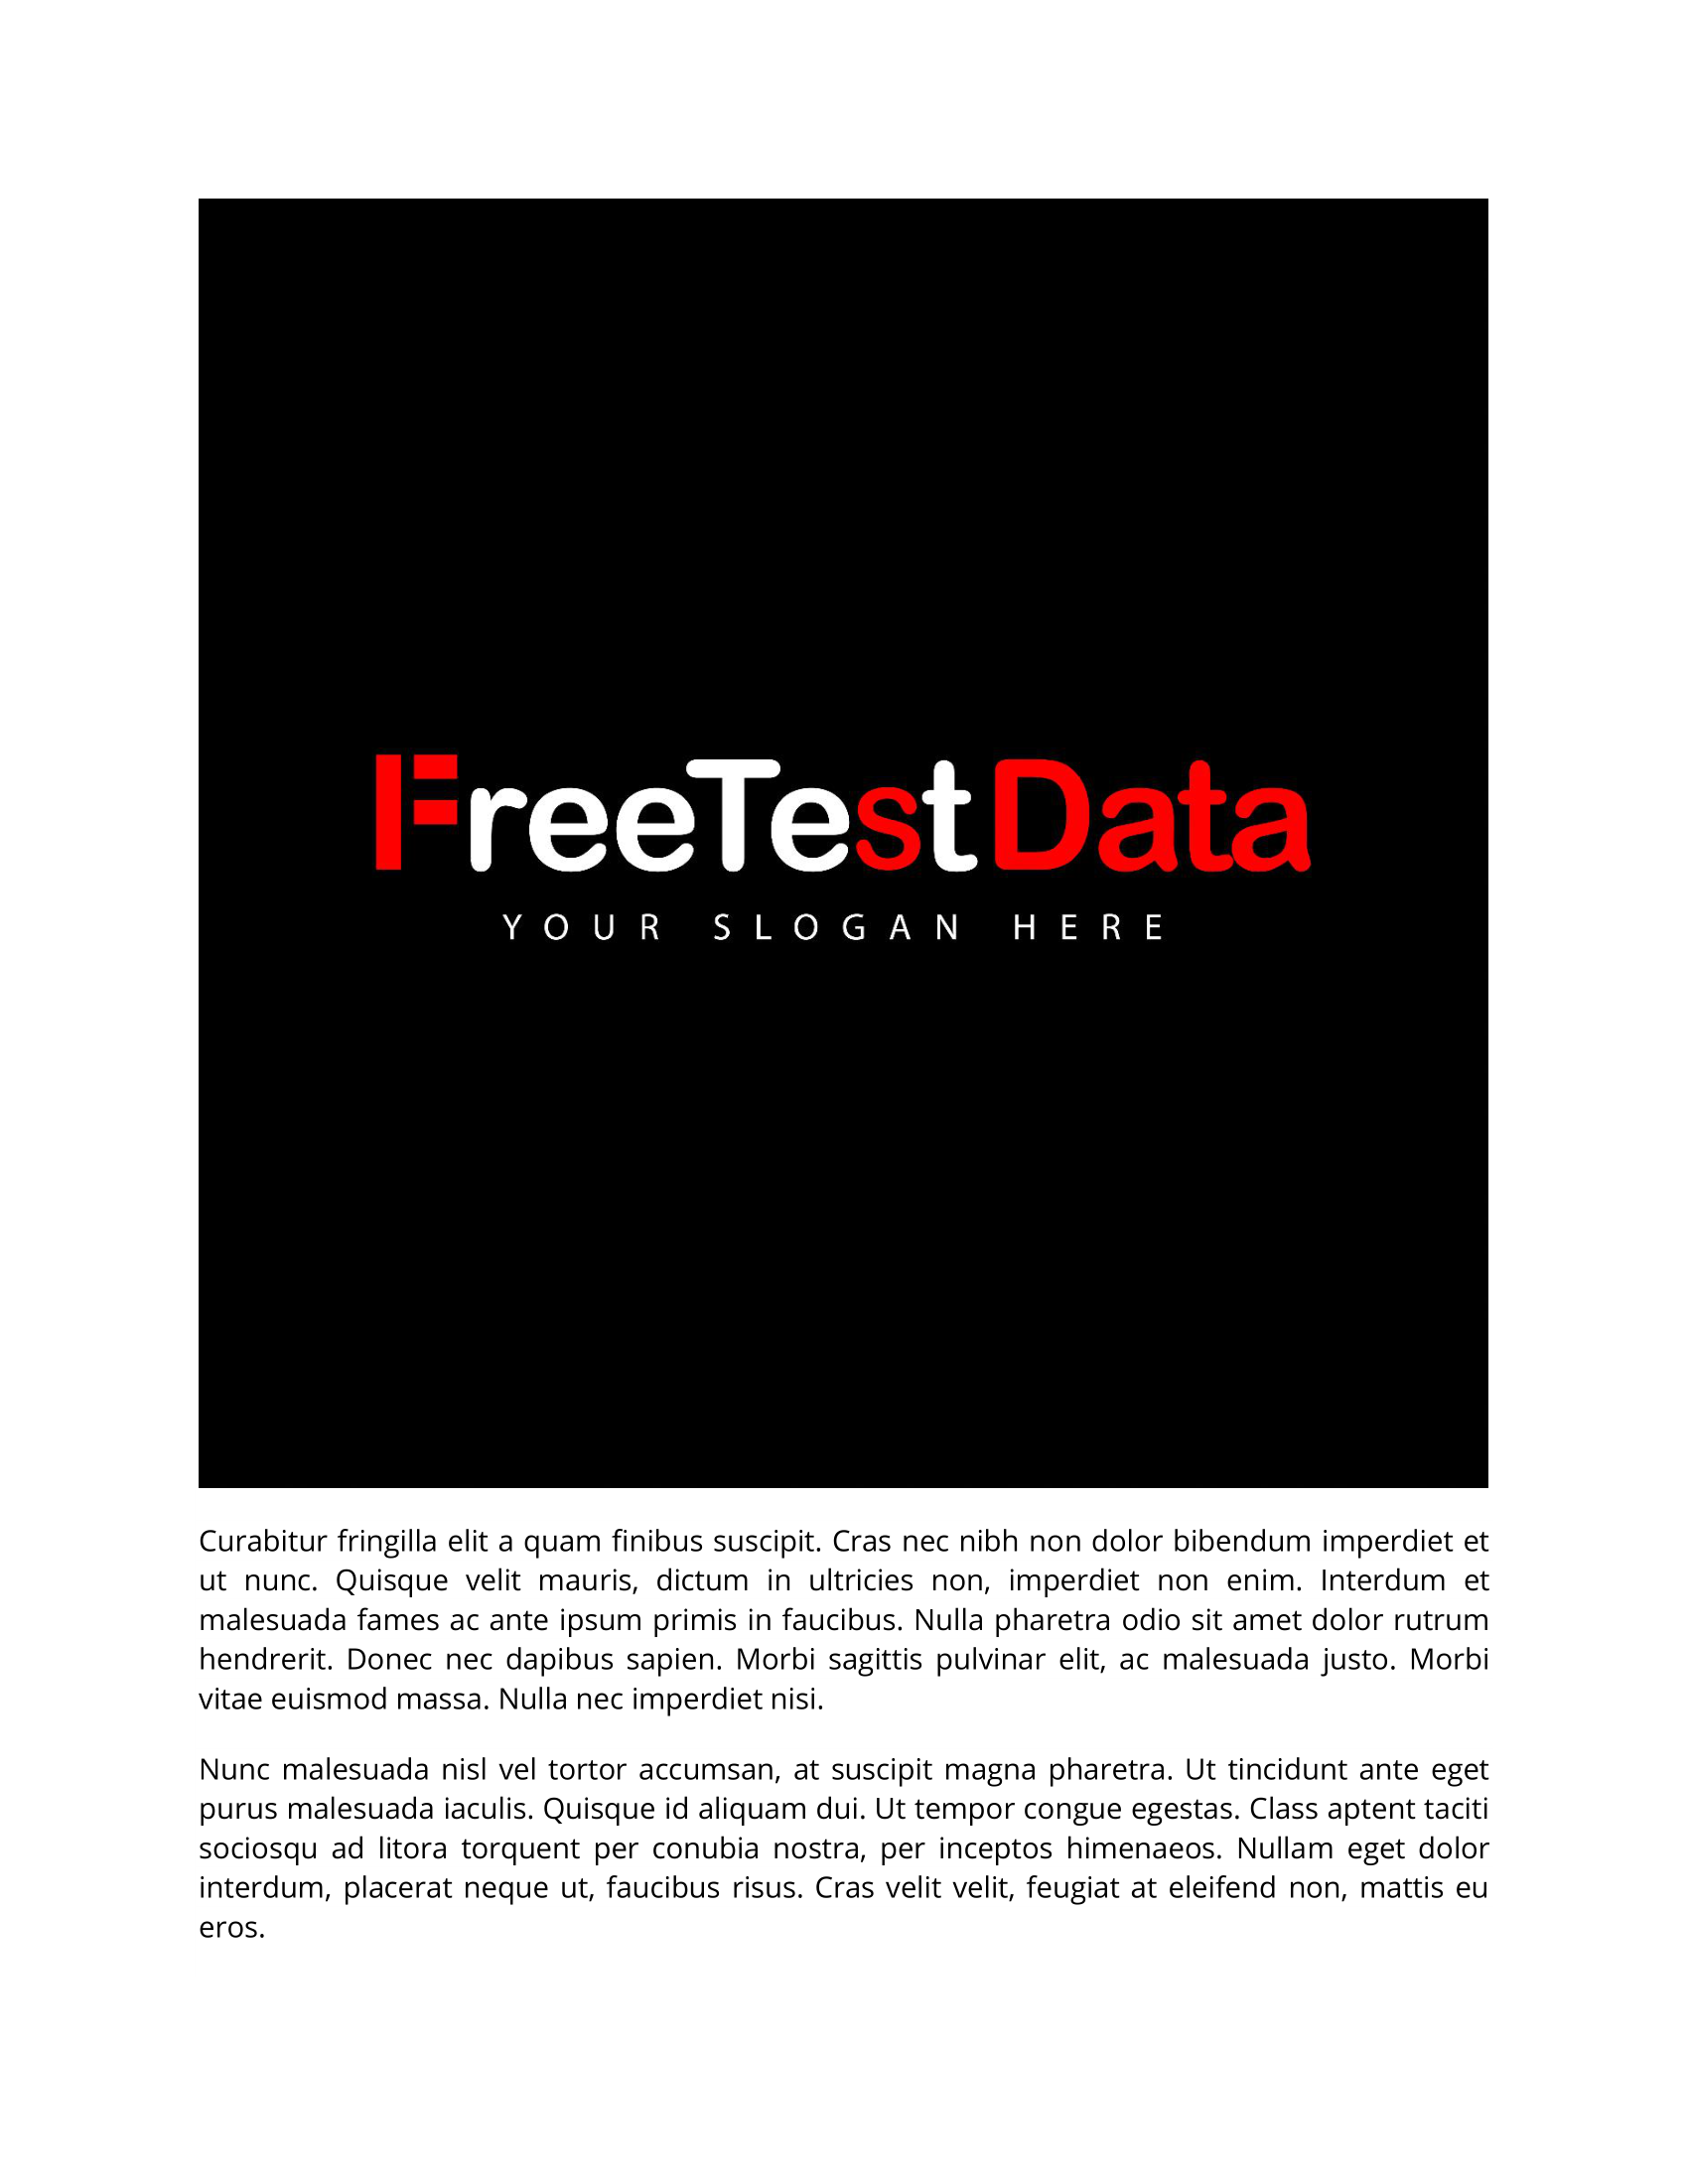 FreeTestData
YOUR SLOGAN HERE
Curabitur fringilla elit a quam finibus suscipit. Cras nec nibh non dolor bibendum imperdiet et
ut nunc. Quisque velit mauris, dictum in ultricies non, imperdiet non enim. Interdum et
malesuada fames ac ante ipsum primis in faucibus. Nulla pharetra odio sit amet dolor rutrum
hendrerit. Donec nec dapibus sapien. Morbi sagittis pulvinar elit, ac malesuada justo. Morbi
vitae euismod massa. Nulla nec imperdiet nisi.
Nunc malesuada nisl vel tortor accumsan, at suscipit magna pharetra. Ut tincidunt ante eget
purus malesuada iaculis. Quisque id aliquam dui. Ut tempor congue egestas. Class aptent taciti
sociosqu ad litora torquent per conubia nostra, per inceptos himenaeos. Nullam eget dolor
interdum, placerat neque ut, faucibus risus. Cras velit velit, feugiat at eleifend non, mattis eu
eros.